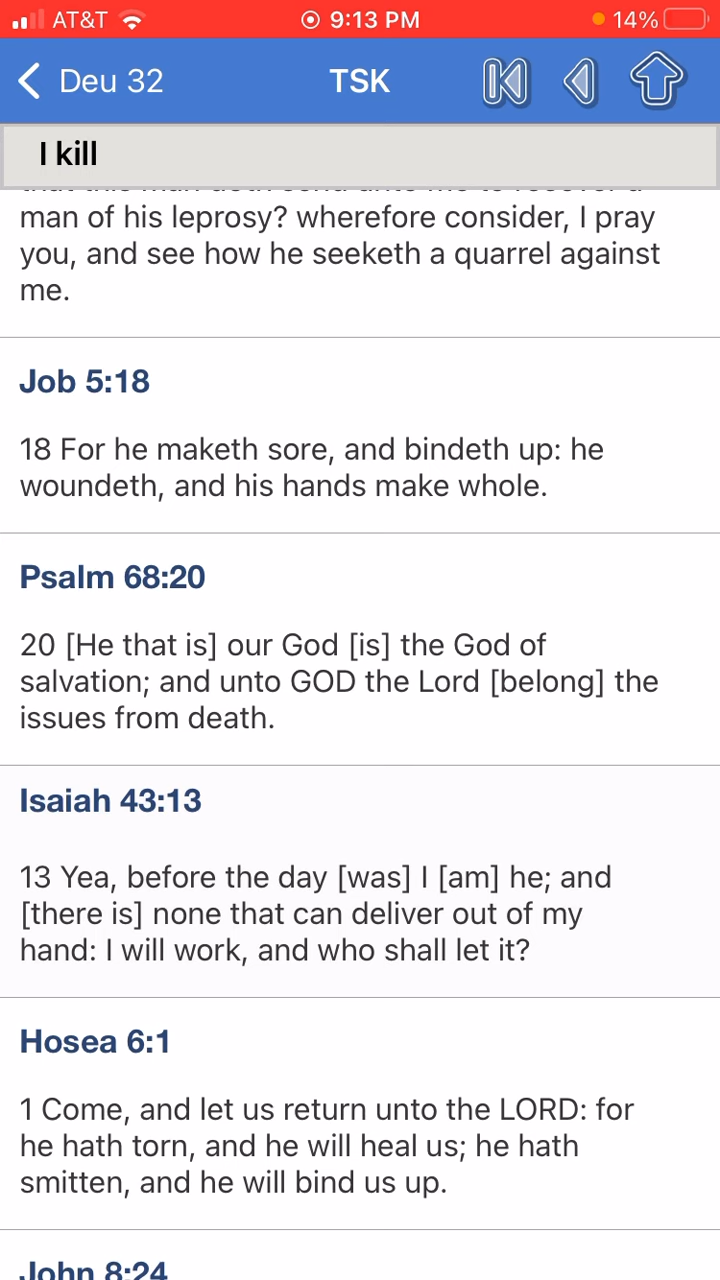 AT&T 9:13 PM 14%
Deu 32 TSK
I kill
man of his leprosy? wherefore consider, I pray
you, and see how he seeketh a quarrel against
me.
Job 5:18
18 For he maketh sore, and bindeth up: he
woundeth, and his hands make whole.
Psalm 68:20
20 [He that is] our God [is] the God of
salvation; and unto GOD the Lord [belong] the
issues from death.
Isaiah 43:13
13 Yea, before the day [was] I [am] he; and
[there is] none that can deliver out of my
hand: I will work, and who shall let it?
Hosea 6:1
1 Come, and let us return unto the LORD: for
he hath torn, and he will heal us; he hath
smitten, and he will bind us up.
John 8:24